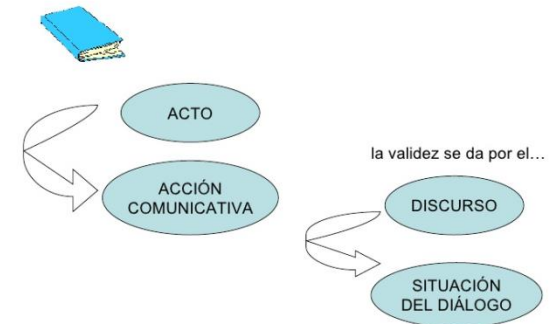 ACTO
ACCIÓN
COMUNICATIVA
la validez se da por el…
DISCURSO
SITUACIÓN
DEL DIÁLOGO